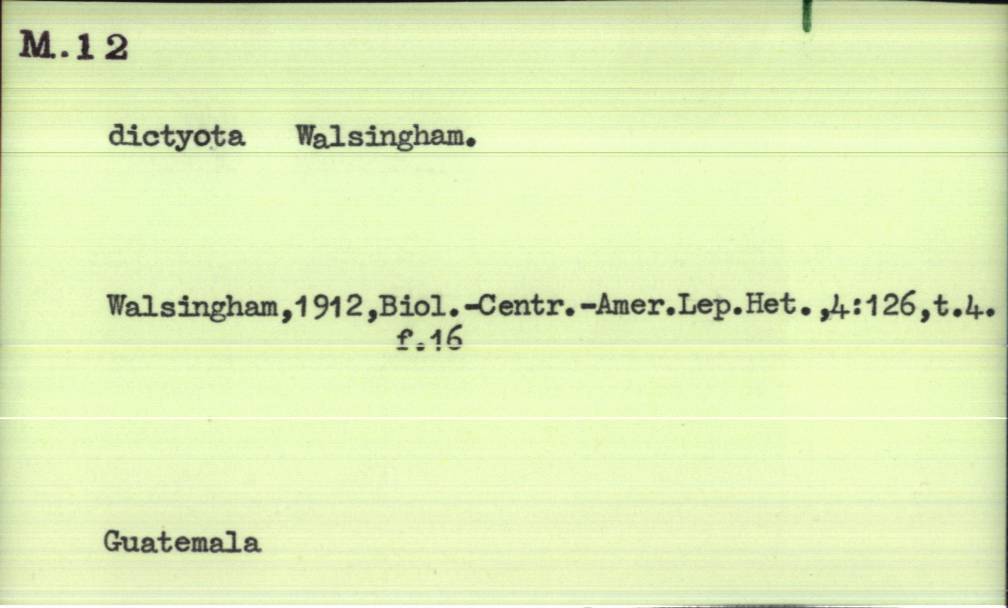 M.12
dictyota Walsingham.
Walsingham,1912,Biol.-Centr.-Amer.Lep.Het.,4:126,t.4.
f.16
Guatemala